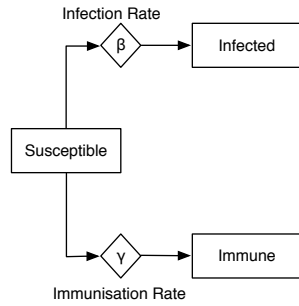 Infection Rate
β
Infected
Susceptible
γ
Immune
Immunisation Rate